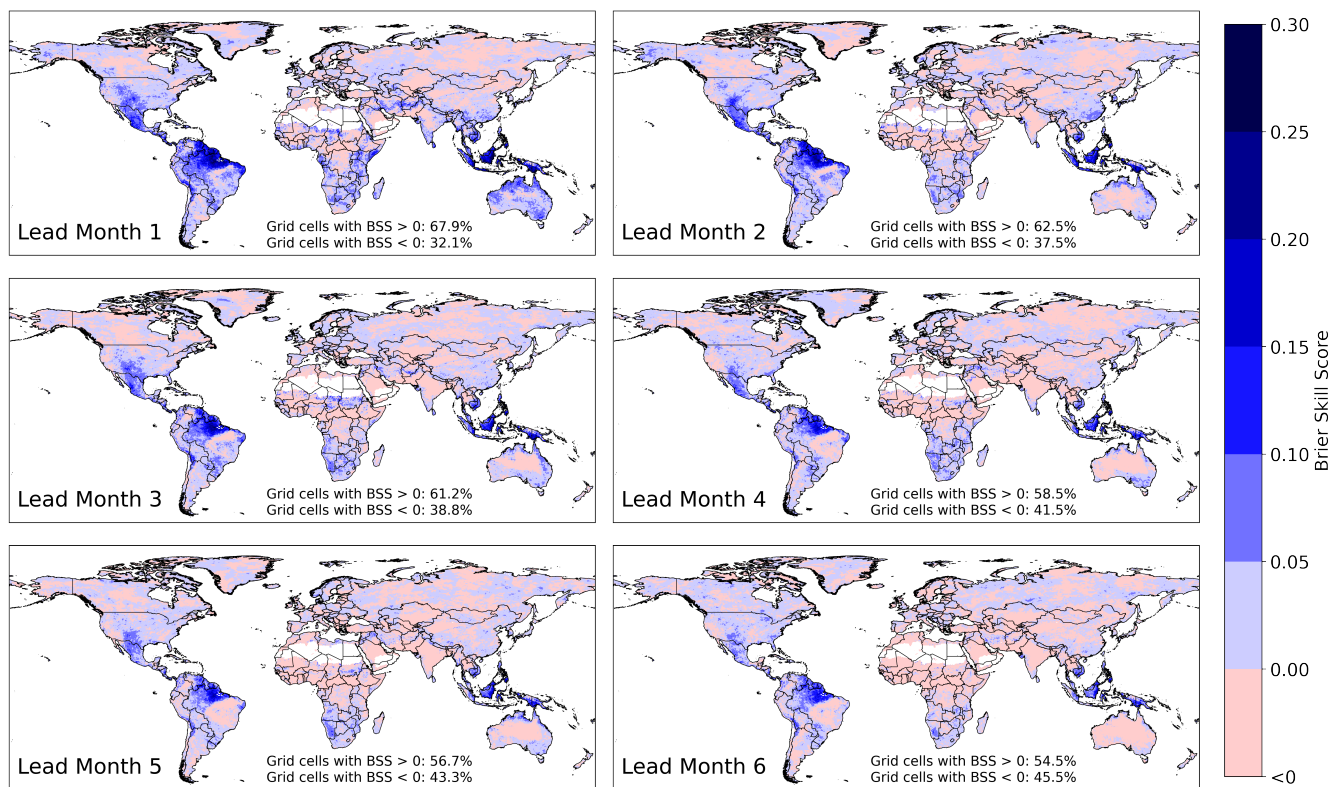 Lead Month 1
Grid cells with BSS > 0: 67.9%
Grid cells with BSS < 0: 32.1%
Lead Month 2
Grid cells with BSS > 0: 62.5%
Grid cells with BSS < 0: 37.5%
Lead Month 3
Grid cells with BSS > 0: 61.2%
Grid cells with BSS < 0: 38.8%
Lead Month 4
Grid cells with BSS > 0: 58.5%
Grid cells with BSS < 0: 41.5%
Lead Month 5
Grid cells with BSS > 0: 56.7%
Grid cells with BSS < 0: 43.3%
Lead Month 6
Grid cells with BSS > 0: 54.5%
Grid cells with BSS < 0: 45.5%
0.30
0.25
0.20
0.15
0.10
0.05
0.00
<0
Brier Skill Score